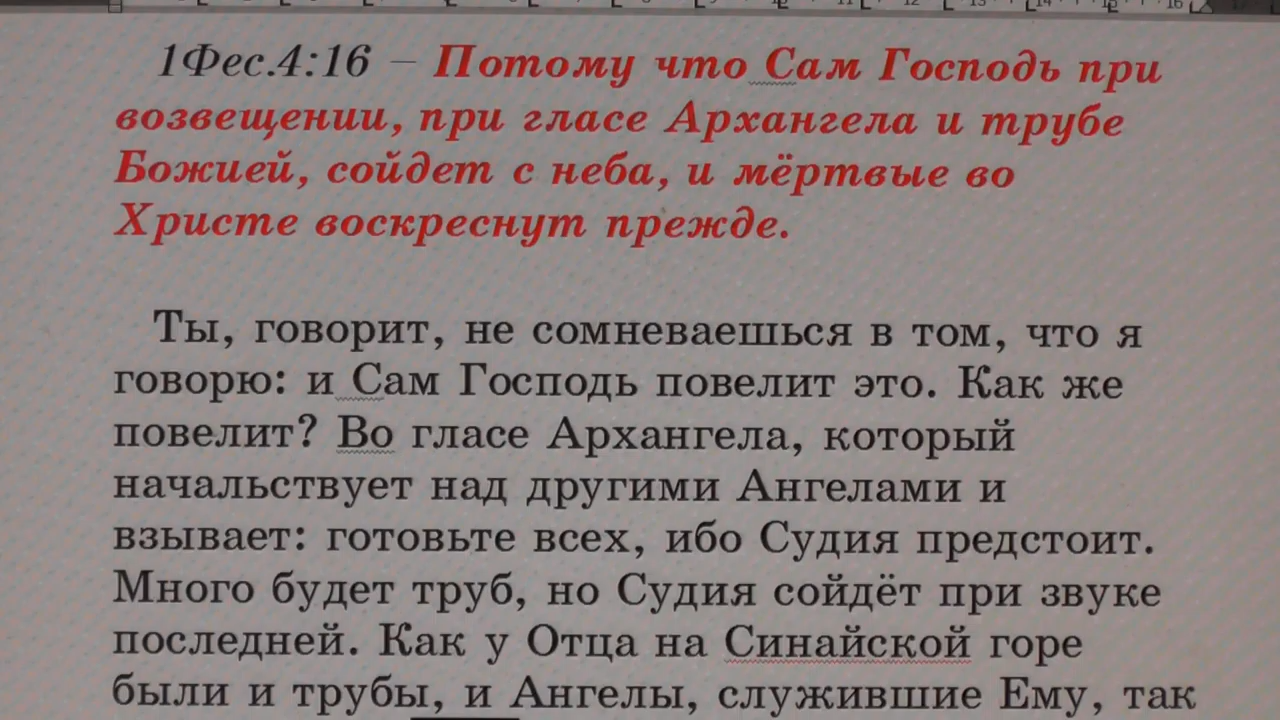 1Фес.4:16 – Потому что Сам Господь при
возвещении, при гласе Архангела и трубе
Божией, сойдет с неба, и мёртвые во
Христе воскреснут прежде.
Ты, говорит, не сомневаешься в том, что я
говорю: и Сам Господь повелит это. Как же
повелит? Во гласе Архангела, который
начальствует над другими Ангелами и
взывает: готовьте всех, ибо Судия предстоит.
Много будет труб, но Судия сойдёт при звуке
последней. Как у Отца на Синайской горе
были и трубы, и Ангелы, служившие Ему, так